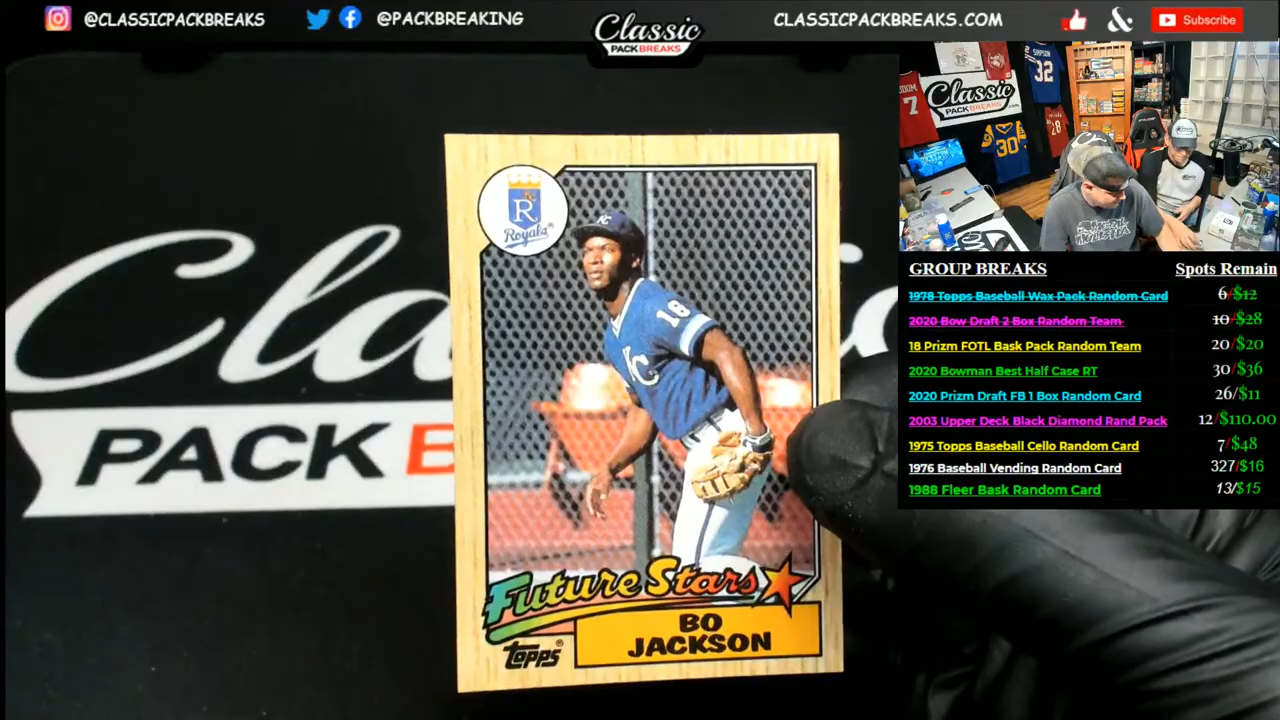 @CLASSICPACKBREAKS
@PACKBREAKING
Classic
PACK BREAKS
CLASSICPACKBREAKS.COM
&
Subscribe
PACK B
R
Royals
18
KC
Future Stars
BO
JACKSON
topps
7
Classic
PACK BREAKS
SIMPSON
32
30
28
GROUP BREAKS Spots Remain
1978 Topps Baseball Wax Pack Random Card 6/$12
2020 Bow Draft 2 Box Random Team 10/$28
18 Prizm FOTL Bask Pack Random Team 20/$20
2020 Bowman Best Half Case RT 30/$36
2020 Prizm Draft FB 1 Box Random Card 26/$11
2003 Upper Deck Black Diamond Rand Pack 12/$110.00
1975 Topps Baseball Cello Random Card 7/$48
1976 Baseball Vending Random Card 327/$16
1988 Fleer Bask Random Card 13/$15